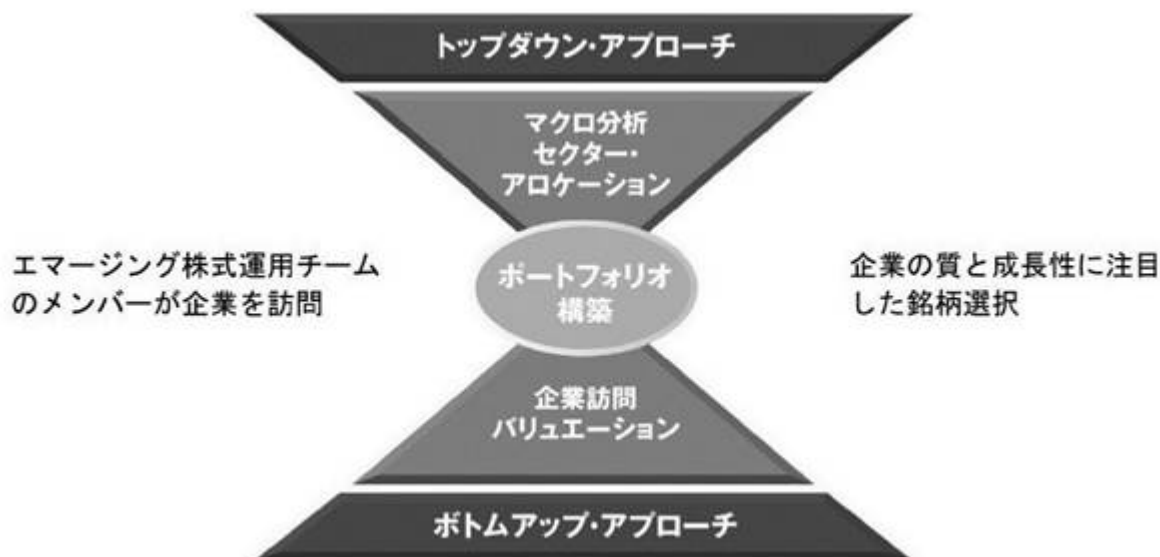 トップダウン・アプローチ
マクロ分析
セクター・
アロケーション
エマージング株式運用チーム
のメンバーが企業を訪問
ポートフォリオ
構築
企業の質と成長性に注目
した銘柄選択
企業訪問
バリュエーション
ボトムアップ・アプローチ